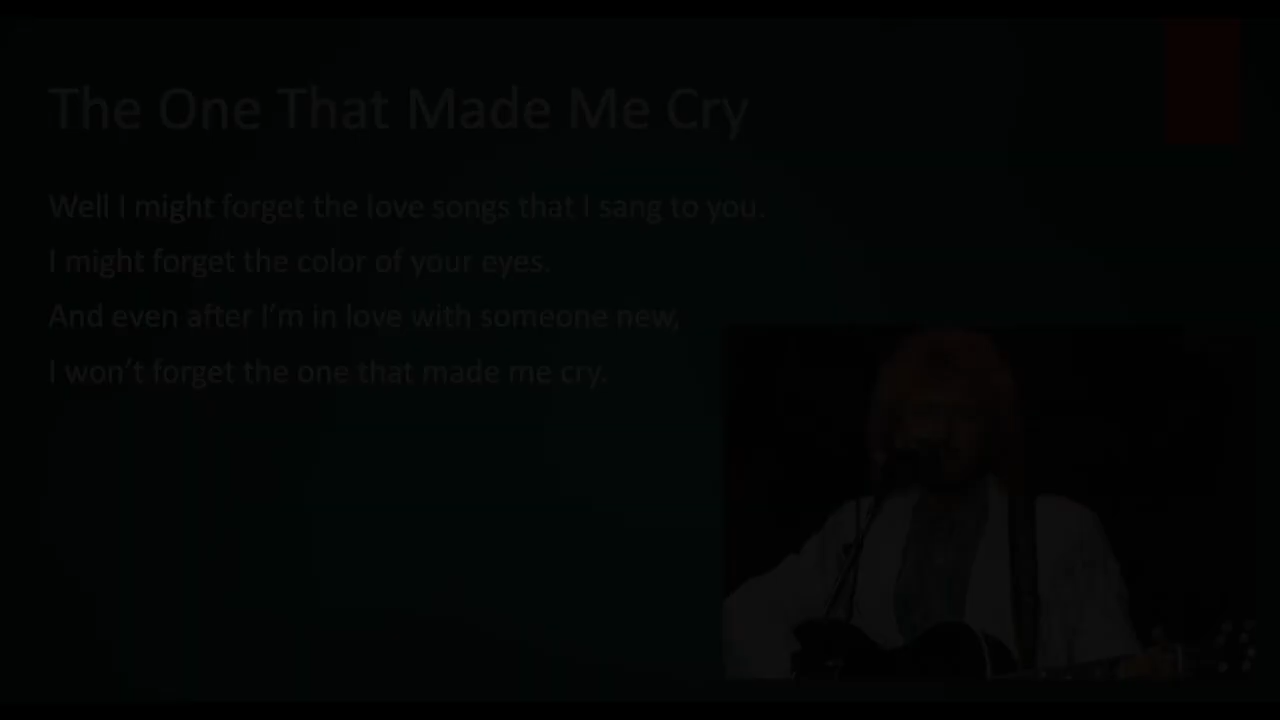 The One That Made Me Cry
Well I might forget the love songs that I sang to you.
I might forget the color of your eyes.
And even after I’m in love with someone new,
I won’t forget the one that made me cry.